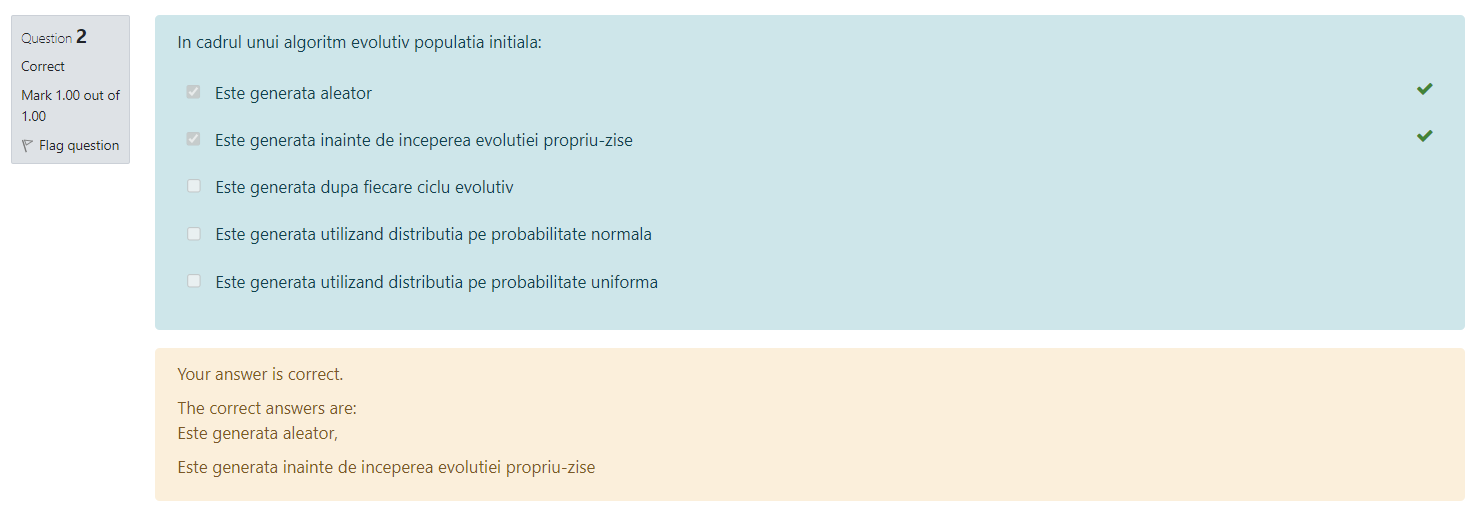 Question 2
Correct
Mark 1.00 out of
1.00
Flag question
In cadrul unui algoritm evolutiv populatia initiala:
Este generata aleator
Este generata inainte de inceperea evolutiei propriu-zise
Este generata dupa fiecare ciclu evolutiv
Este generata utilizand distributia pe probabilitate normala
Este generata utilizand distributia pe probabilitate uniforma
Your answer is correct.
The correct answers are:
Este generata aleator,
Este generata inainte de inceperea evolutiei propriu-zise